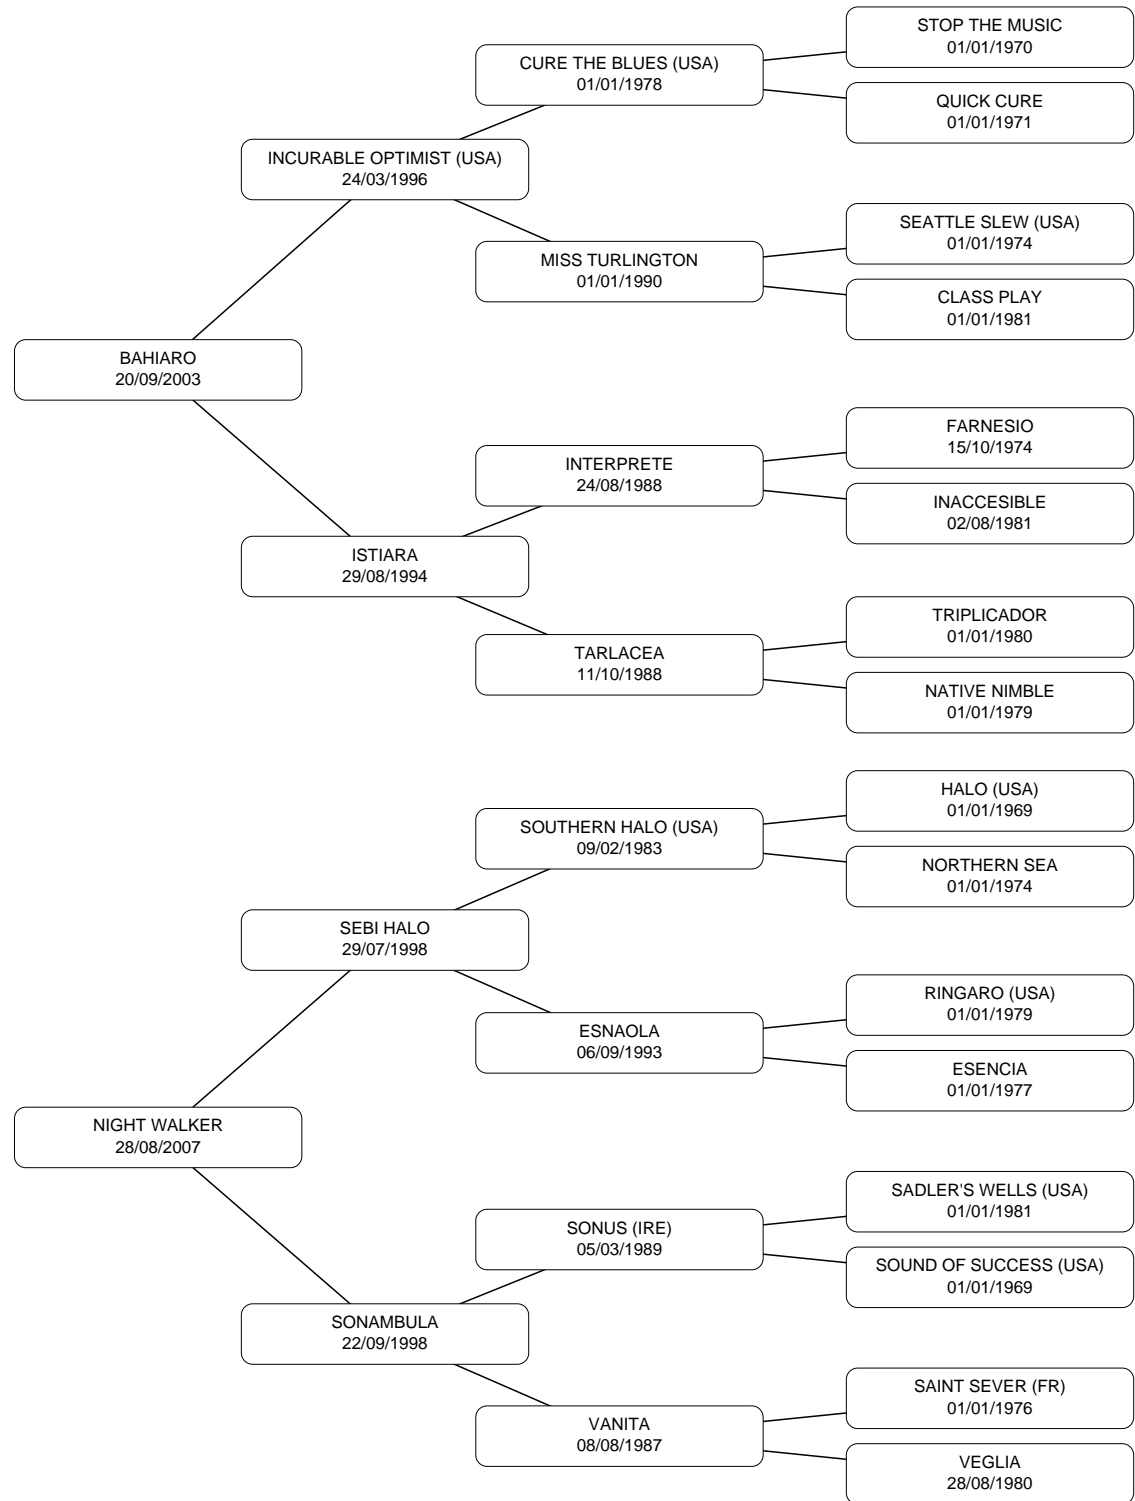 STOP THE MUSIC
01/01/1970
CURE THE BLUES (USA)
01/01/1978
QUICK CURE
01/01/1971
INCURABLE OPTIMIST (USA)
24/03/1996
SEATTLE SLEW (USA)
01/01/1974
MISS TURLINGTON
01/01/1990
CLASS PLAY
01/01/1981
BAHIARO
20/09/2003
FARNESIO
15/10/1974
INTERPRETE
24/08/1988
INACCESIBLE
02/08/1981
ISTIARA
29/08/1994
TRIPLICADOR
01/01/1980
TARLACEA
11/10/1988
NATIVE NIMBLE
01/01/1979
HALO (USA)
01/01/1969
SOUTHERN HALO (USA)
09/02/1983
NORTHERN SEA
01/01/1974
SEBI HALO
29/07/1998
RINGARO (USA)
01/01/1979
ESNAOLA
06/09/1993
ESENCIA
01/01/1977
NIGHT WALKER
28/08/2007
SADLER'S WELLS (USA)
01/01/1981
SONUS (IRE)
05/03/1989
SOUND OF SUCCESS (USA)
01/01/1969
SONAMBULA
22/09/1998
SAINT SEVER (FR)
01/01/1976
VANITA
08/08/1987
VEGLIA
28/08/1980